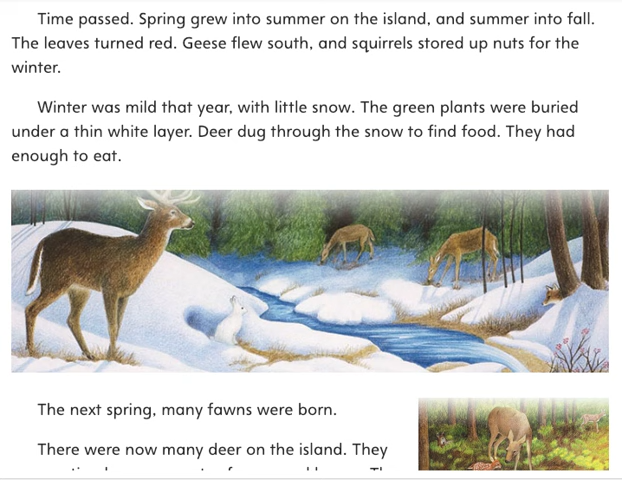 Time passed. Spring grew into summer on the island, and summer into fall.
The leaves turned red. Geese flew south, and squirrels stored up nuts for the
winter.
Winter was mild that year, with little snow. The green plants were buried
under a thin white layer. Deer dug through the snow to find food. They had
enough to eat.
The next spring, many fawns were born.
There were now many deer on the island. They